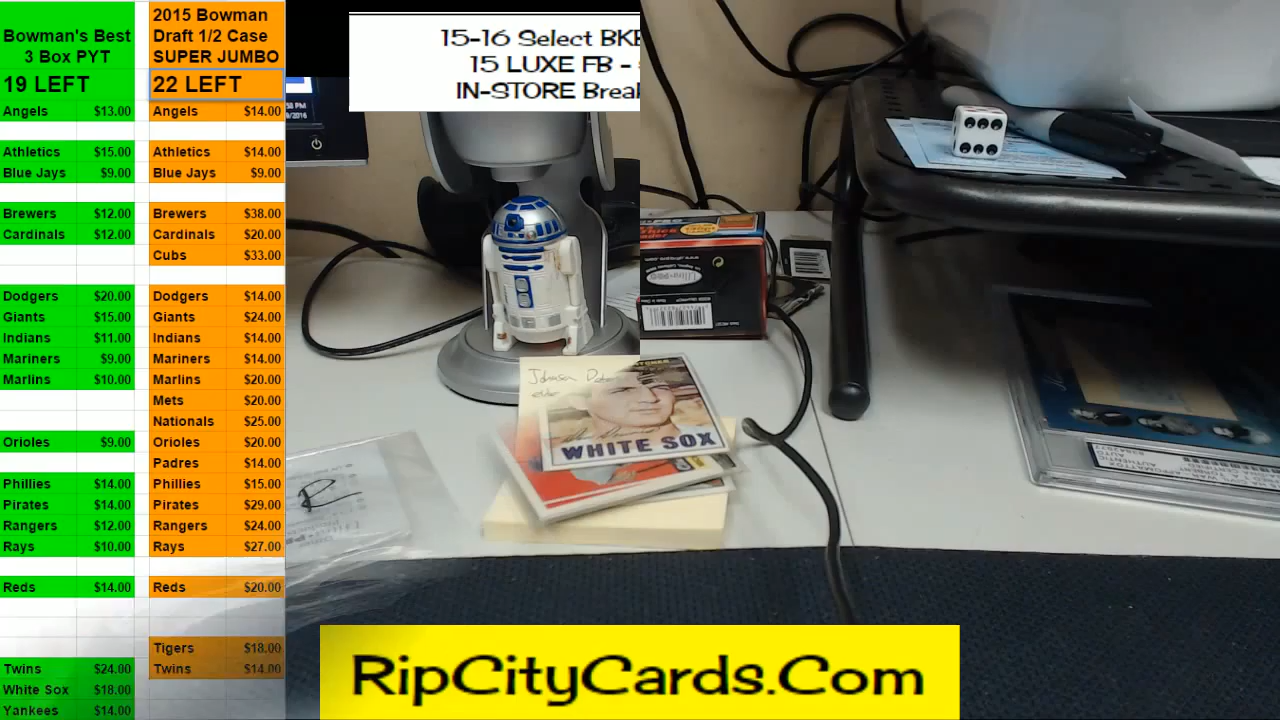 Bowman's Best
3 Box PYT
19 LEFT
Angels $13.00
Athletics $15.00
Blue Jays $9.00
Brewers $12.00
Cardinals $12.00
Dodgers $20.00
Giants $15.00
Indians $11.00
Mariners $9.00
Marlins $10.00
Orioles $9.00
Phillies $14.00
Pirates $14.00
Rangers $12.00
Rays $10.00
Reds $14.00
Twins $24.00
White Sox $18.00
Yankees $14.00
2015 Bowman
Draft 1/2 Case
SUPER JUMBO
22 LEFT
Angels $14.00
Athletics $14.00
Blue Jays $9.00
Brewers $38.00
Cardinals $20.00
Cubs $33.00
Dodgers $14.00
Giants $24.00
Indians $14.00
Mariners $14.00
Marlins $20.00
Mets $20.00
Nationals $25.00
Orioles $20.00
Padres $14.00
Phillies $15.00
Pirates $29.00
Rangers $24.00
Rays $27.00
Reds $20.00
Tigers $18.00
Twins $14.00
15-16 Select BKB
15 LUXE FB -
IN-STORE Break
WHITE SOX
R
RipCityCards.Com